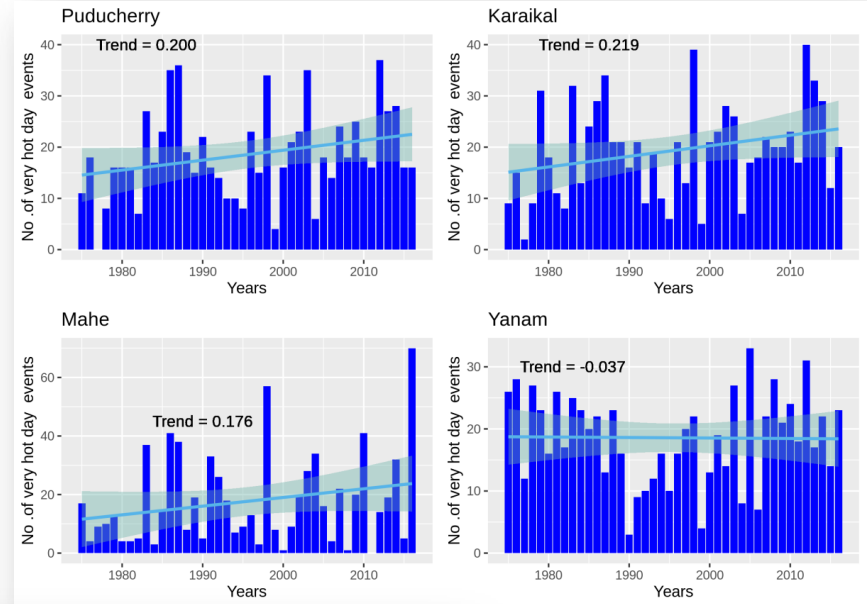 Puducherry
Trend = 0.200
No .of very hot day  events
40
30
20
10
0
1980 1990 2000 2010
Years
Karaikal
Trend = 0.219
No .of very hot day  events
40
30
20
10
0
1980 1990 2000 2010
Years
Mahe
Trend = 0.176
No .of very hot day  events
60
40
20
0
1980 1990 2000 2010
Years
Yanam
Trend = -0.037
No .of very hot day  events
30
20
10
0
1980 1990 2000 2010
Years